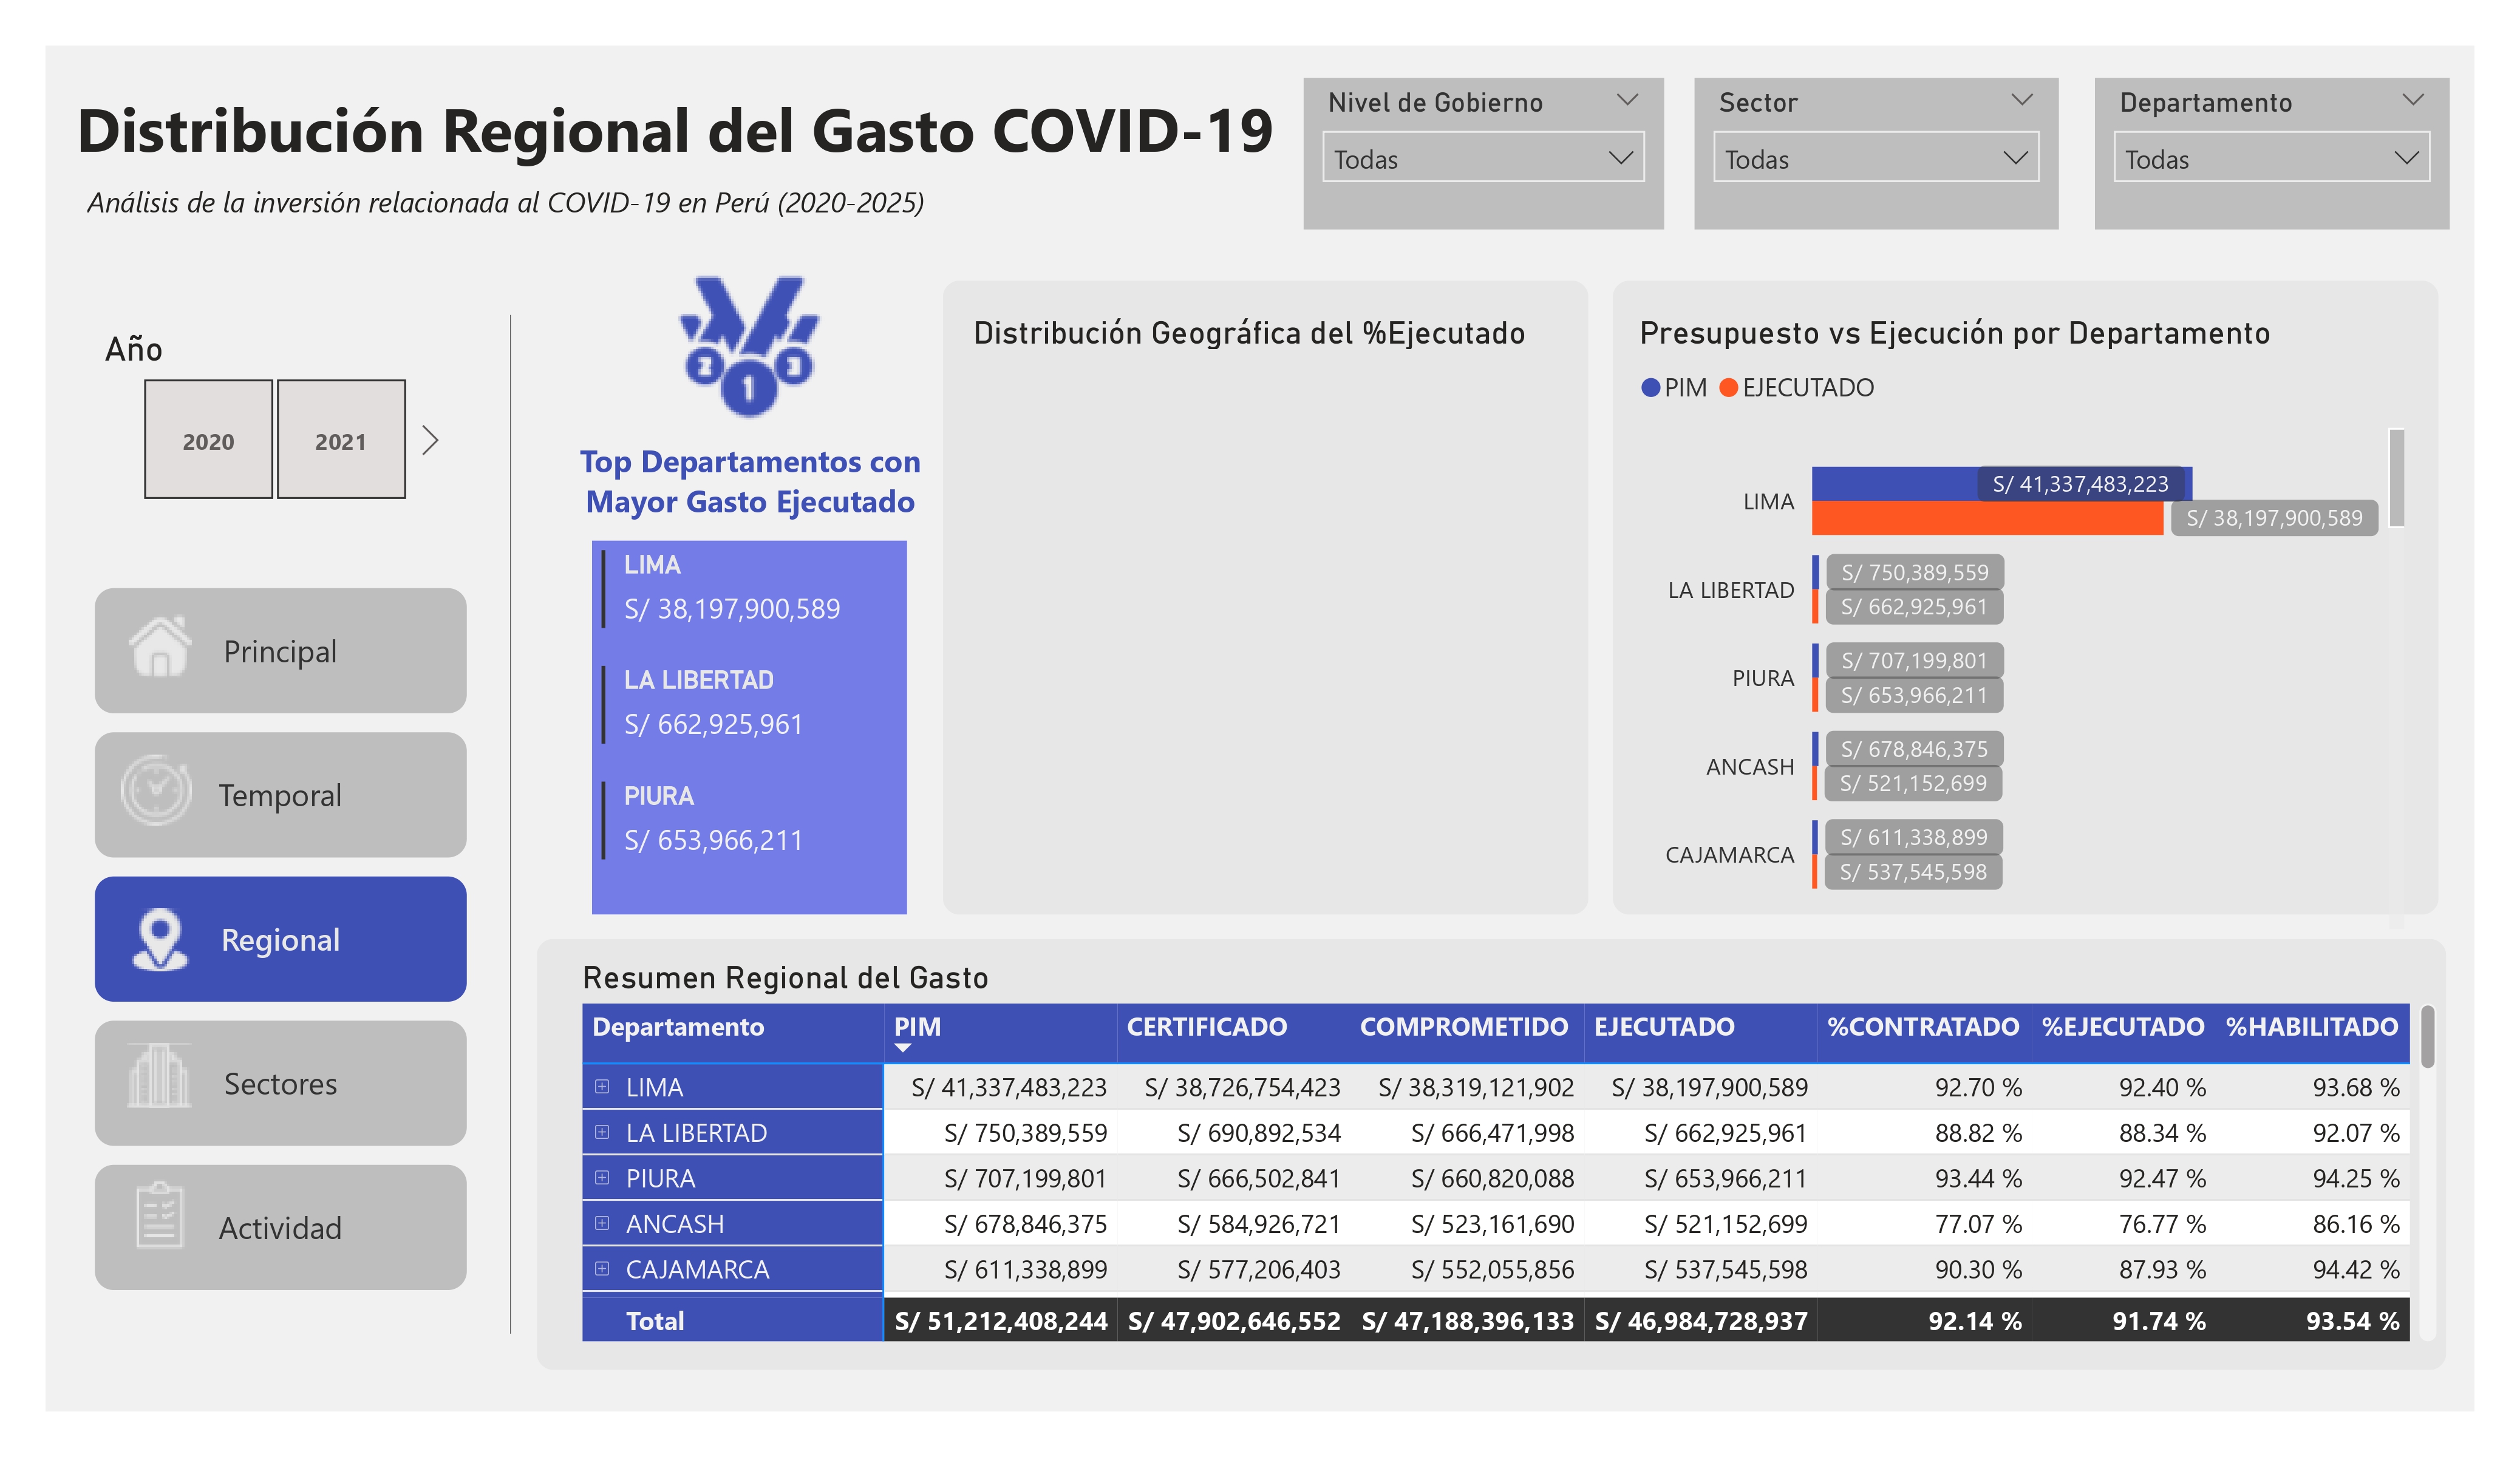 Distribución Regional del Gasto COVID-19
Análisis de la inversión relacionada al COVID-19 en Perú (2020-2025)
Nivel de Gobierno
Todas
Sector
Todas
Departamento
Todas
Año
2020
2021
Principal
Temporal
Regional
Sectores
Actividad
2 1 3
Top Departamentos con
Mayor Gasto Ejecutado
LIMA
S/ 38,197,900,589
LA LIBERTAD
S/ 662,925,961
PIURA
S/ 653,966,211
Distribución Geográfica del %Ejecutado
Presupuesto vs Ejecución por Departamento
PIM EJECUTADO
LIMA
S/ 41,337,483,223
S/ 38,197,900,589
LA LIBERTAD
S/ 750,389,559
S/ 662,925,961
PIURA
S/ 707,199,801
S/ 653,966,211
ANCASH
S/ 678,846,375
S/ 521,152,699
CAJAMARCA
S/ 611,338,899
S/ 537,545,598
Resumen Regional del Gasto
Departamento PIM CERTIFICADO COMPROMETIDO EJECUTADO %CONTRATADO %EJECUTADO %HABILITADO
LIMA S/ 41,337,483,223 S/ 38,726,754,423 S/ 38,319,121,902 S/ 38,197,900,589 92.70 % 92.40 % 93.68 %
LA LIBERTAD S/ 750,389,559 S/ 690,892,534 S/ 666,471,998 S/ 662,925,961 88.82 % 88.34 % 92.07 %
PIURA S/ 707,199,801 S/ 666,502,841 S/ 660,820,088 S/ 653,966,211 93.44 % 92.47 % 94.25 %
ANCASH S/ 678,846,375 S/ 584,926,721 S/ 523,161,690 S/ 521,152,699 77.07 % 76.77 % 86.16 %
CAJAMARCA S/ 611,338,899 S/ 577,206,403 S/ 552,055,856 S/ 537,545,598 90.30 % 87.93 % 94.42 %
Total S/ 51,212,408,244 S/ 47,902,646,552 S/ 47,188,396,133 S/ 46,984,728,937 92.14 % 91.74 % 93.54 %